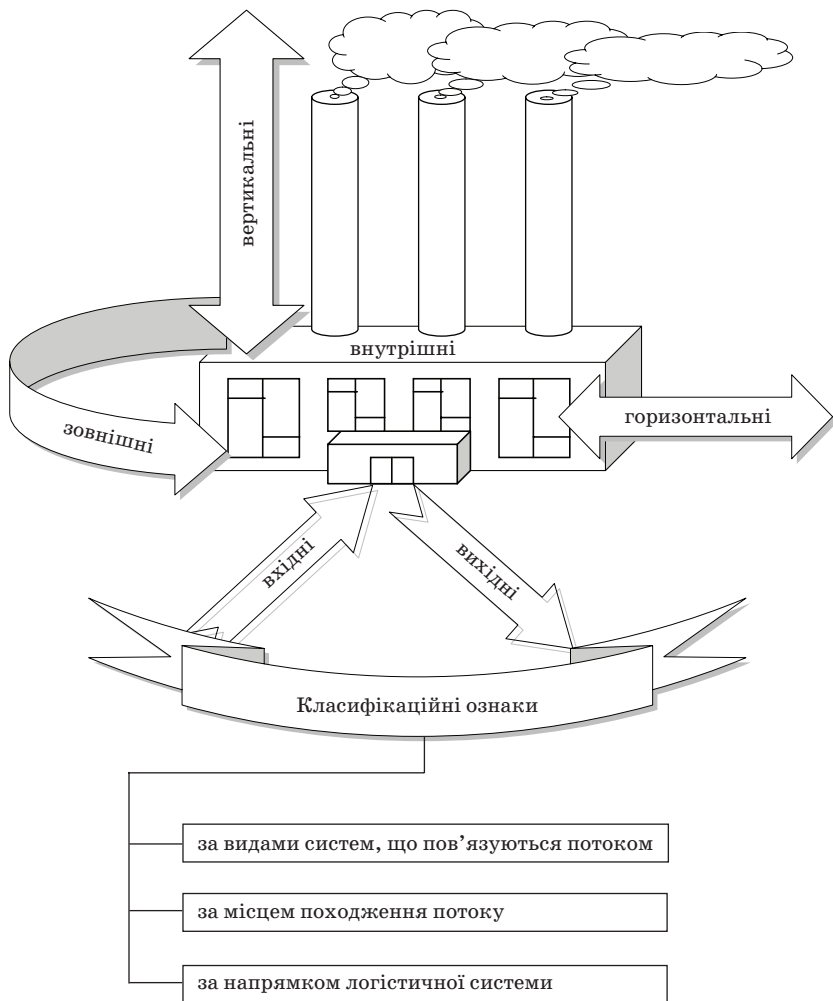 вертикальні
внутрішні
зовнішні
горизонтальні
вхідні
вихідні
Класифікаційні ознаки
за видами систем, що пов’язуються потоком
за місцем походження потоку
за напрямком логістичної системи